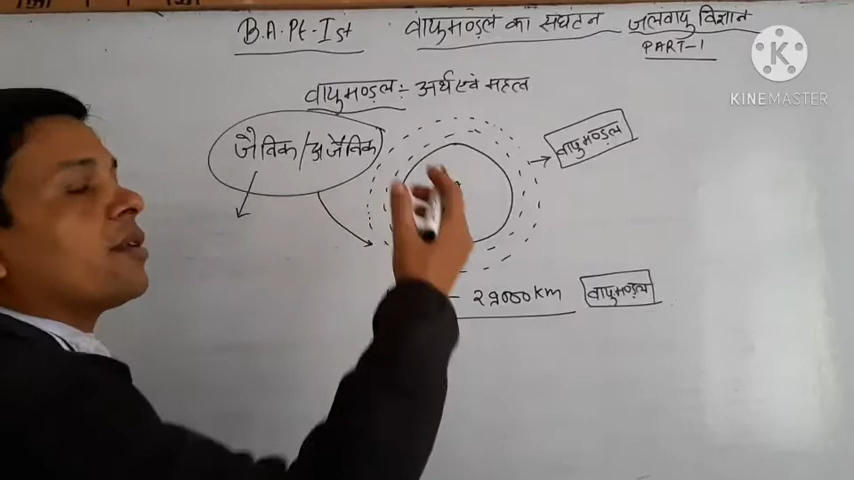 B.A. Pt-Ist वायुमण्डल का संघटन जलवायु विज्ञान
PART-1
वायुमण्डल :- अर्थ एवं महत्व
जैविक/अजैविक
वायुमण्डल
२९००० km वायुमण्डल
KINEMASTER